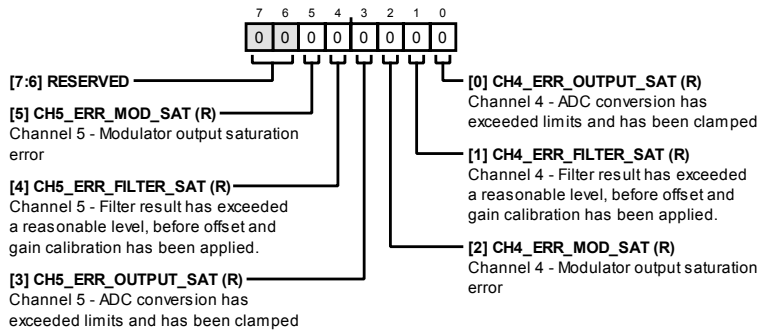 7 6 5 4 3 2 1 0
0 0 0 0 0 0 0 0
[7:6] RESERVED
[5] CH5_ERR_MOD_SAT (R)
Channel 5 - Modulator output saturation
error
[4] CH5_ERR_FILTER_SAT (R)
Channel 5 - Filter result has exceeded
a reasonable level, before offset and
gain calibration has been applied.
[3] CH5_ERR_OUTPUT_SAT (R)
Channel 5 - ADC conversion has
exceeded limits and has been clamped
[0] CH4_ERR_OUTPUT_SAT (R)
Channel 4 - ADC conversion has
exceeded limits and has been clamped
[1] CH4_ERR_FILTER_SAT (R)
Channel 4 - Filter result has exceeded
a reasonable level, before offset and
gain calibration has been applied.
[2] CH4_ERR_MOD_SAT (R)
Channel 4 - Modulator output saturation
error